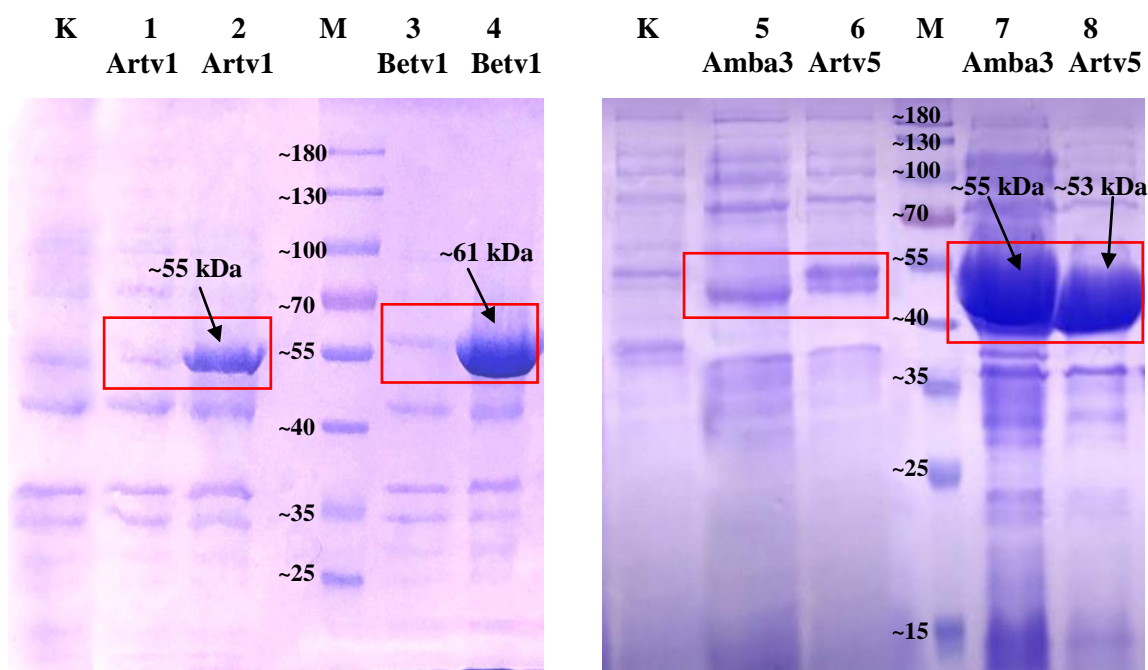 K 1 2 M 3 4
Artv1 Artv1 Betv1 Betv1
~180
~130
~100
~70
~55
~40
~35
~25
~55 kDa
~61 kDa
K 5 6 M 7 8
Amba3 Artv5 Amba3 Artv5
~180
~130
~100
~70
~55
~40
~35
~25
~15
~55 kDa
~53 kDa